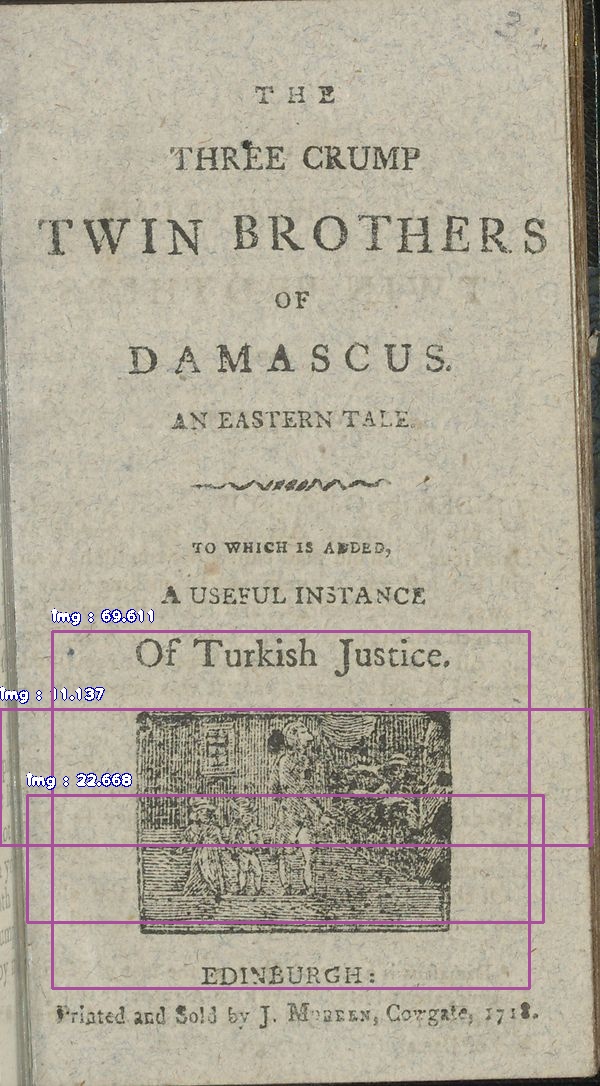 THE
THREE CRUMP
TWIN BROTHERS
OF
DAMASCUS.
AN EASTERN TALE.
TO WHICH IS ADDED,
A USEFUL INSTANCE
img : 69.611
Of Turkish Justice.
img : 11.137
img : 22.668
EDINBURGH:
Printed and Sold by J. MORREN, Cowgate, 1718.